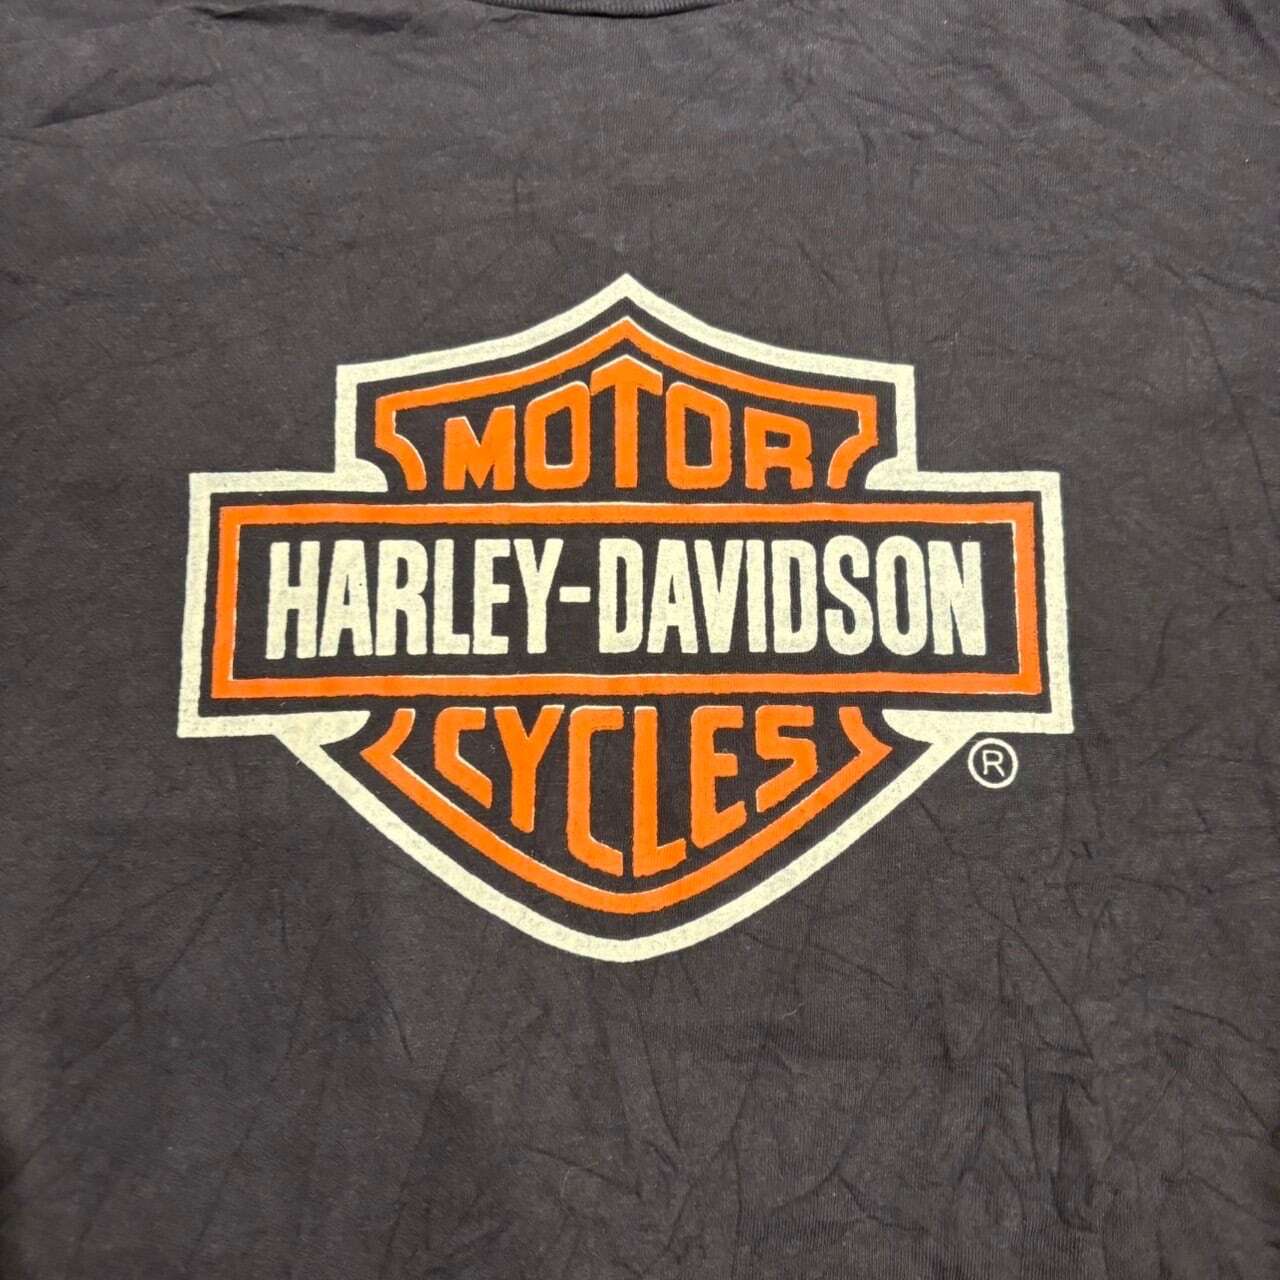 MOTOR
HARLEY-DAVIDSON
CYCLES
®